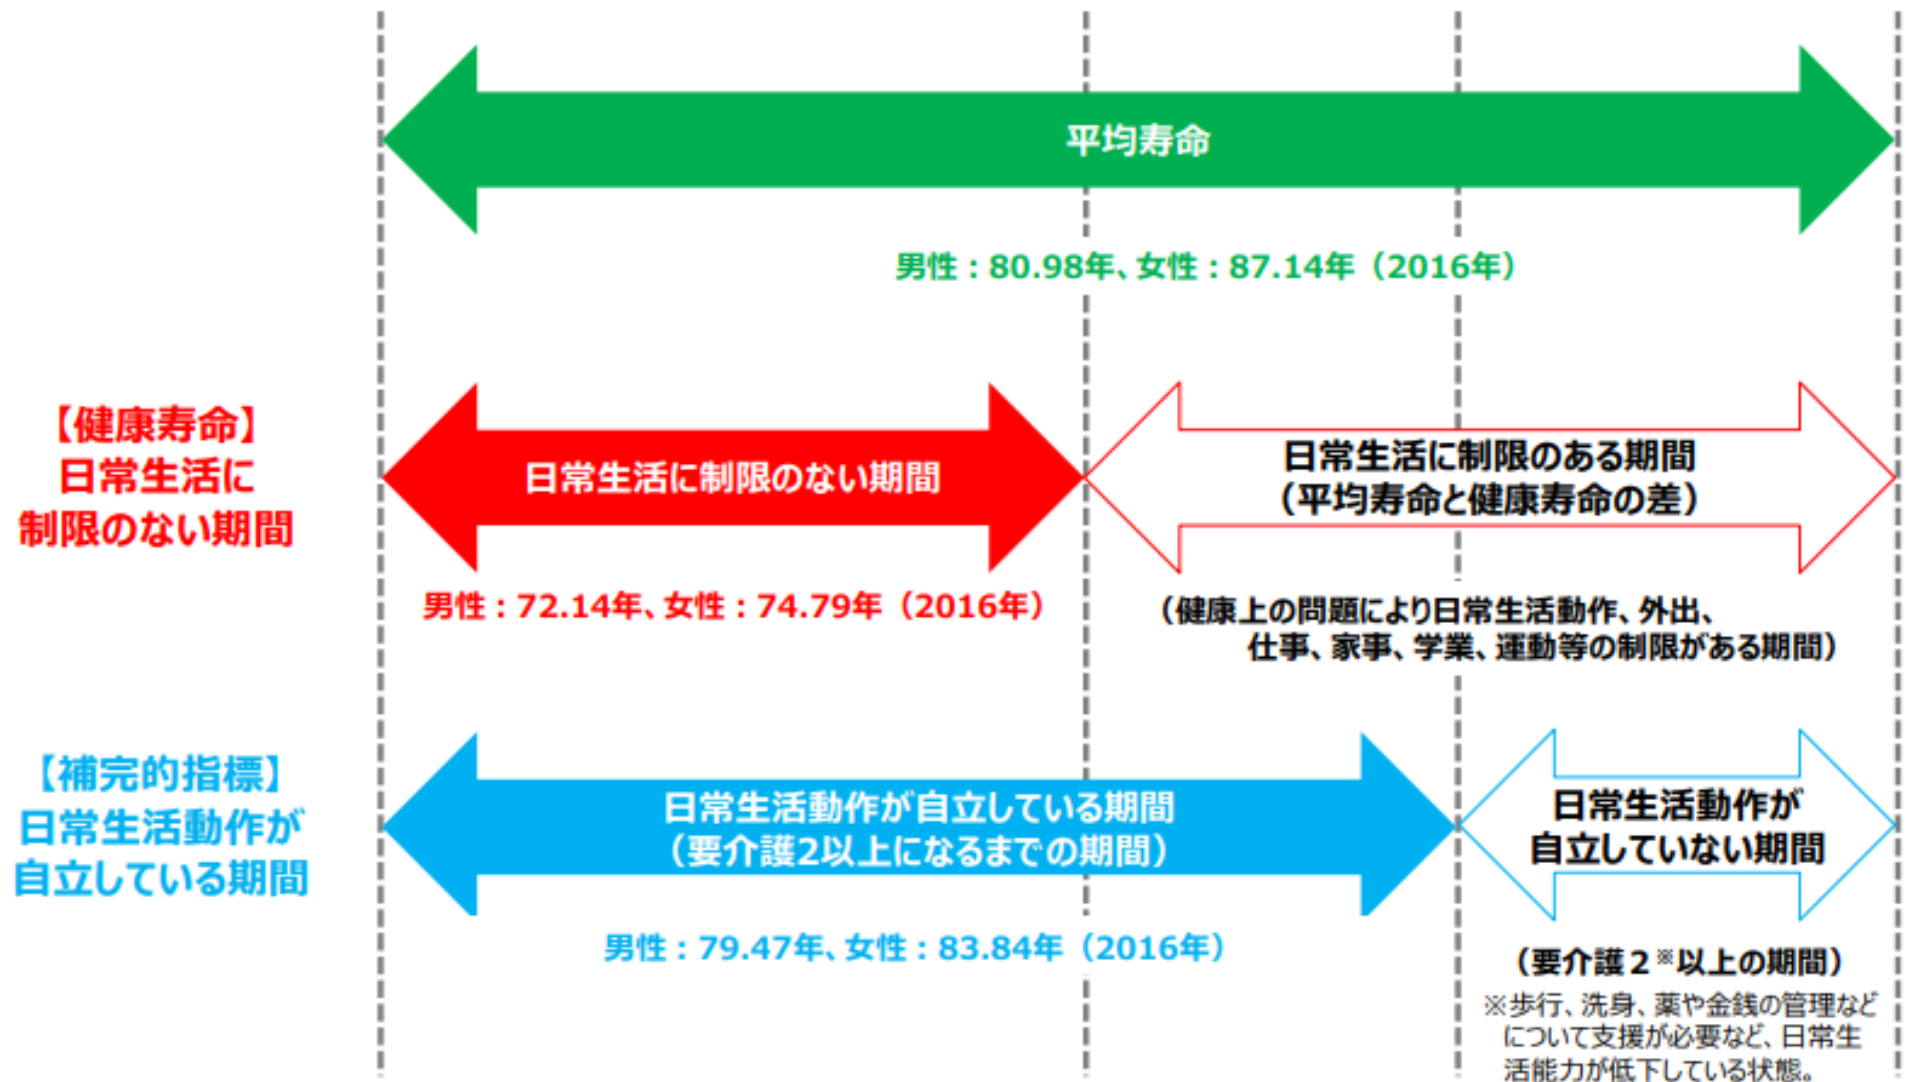 平均寿命
男性：80.98年、女性：87.14年（2016年）
【健康寿命】
日常生活に
制限のない期間
日常生活に制限のない期間
男性：72.14年、女性：74.79年（2016年）
日常生活に制限のある期間
（平均寿命と健康寿命の差）
（健康上の問題により日常生活動作、外出、
仕事、家事、学業、運動等の制限がある期間）
【補完的指標】
日常生活動作が
自立している期間
日常生活動作が自立している期間
（要介護2以上になるまでの期間）
男性：79.47年、女性：83.84年（2016年）
日常生活動作が
自立していない期間
（要介護２※以上の期間）
※歩行、洗身、薬や金銭の管理など
について支援が必要など、日常生
活能力が低下している状態。